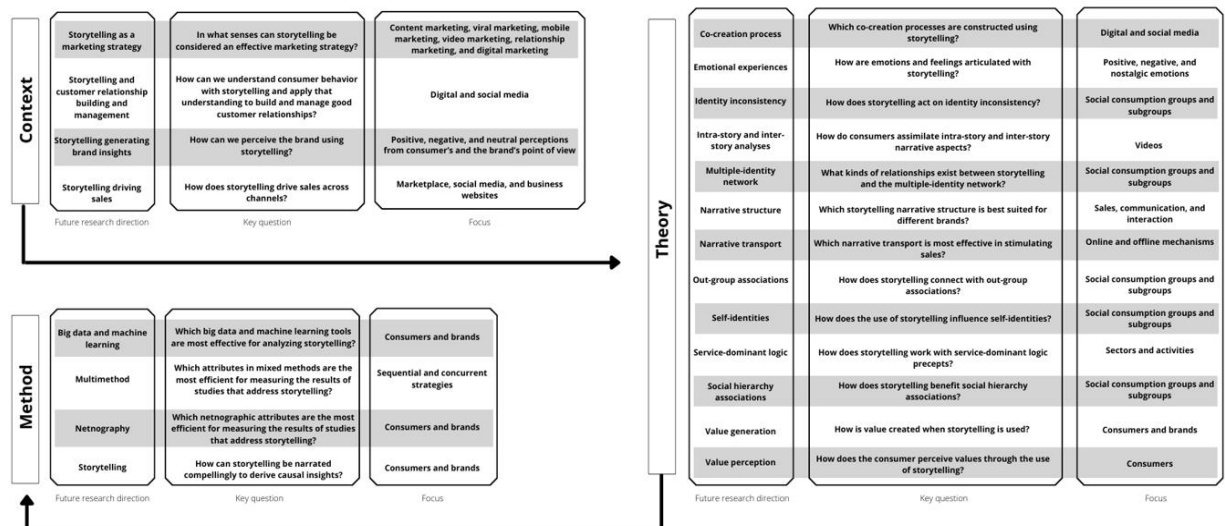 Context
Storytelling as a
marketing strategy
In what senses can storytelling be
considered an effective marketing strategy?
Content marketing, viral marketing, mobile
marketing, video marketing, relationship
marketing, and digital marketing
Storytelling and
customer relationship
building and
management
How can we understand consumer behavior
with storytelling and apply that
understanding to build and manage good
customer relationships?
Digital and social media
Storytelling generating
brand insights
How can we perceive the brand using
storytelling?
Positive, negative, and neutral perceptions
from consumer's and the brand's point of view
Storytelling driving
sales
How does storytelling drive sales across
channels?
Marketplace, social media, and business
websites
Future research direction
Key question
Focus
Theory
Co-creation process
Which co-creation processes are constructed using
storytelling?
Digital and social media
Emotional experiences
How are emotions and feelings articulated with
storytelling?
Positive, negative, and
nostalgic emotions
Identity inconsistency
How does storytelling act on identity inconsistency?
Social consumption groups and
subgroups
Intra-story and inter-
story analyses
How do consumers assimilate intra-story and inter-story
narrative aspects?
Videos
Multiple-identity
network
What kinds of relationships exist between storytelling
and the multiple-identity network?
Social consumption groups and
subgroups
Narrative structure
Which storytelling narrative structure is best suited for
different brands?
Sales, communication, and
interaction
Narrative transport
Which narrative transport is most effective in stimulating
sales?
Online and offline mechanisms
Out-group associations
How does storytelling connect with out-group
associations?
Social consumption groups and
subgroups
Self-identities
How does the use of storytelling influence self-identities?
Social consumption groups and
subgroups
Service-dominant logic
How does storytelling work with service-dominant logic
precepts?
Sectors and activities
Social hierarchy
associations
How does storytelling benefit social hierarchy
associations?
Social consumption groups and
subgroups
Value generation
How is value created when storytelling is used?
Consumers and brands
Value perception
How does the consumer perceive values through the use
of storytelling?
Consumers
Future research direction
Key question
Focus
Method
Big data and machine
learning
Which big data and machine learning tools
are most effective for analyzing storytelling?
Consumers and brands
Multimethod
Which attributes in mixed methods are the
most efficient for measuring the results of
studies that address storytelling?
Sequential and concurrent
strategies
Netnography
Which netnographic attributes are the most
efficient for measuring the results of studies
that address storytelling?
Consumers and brands
Storytelling
How can storytelling be narrated
compellingly to derive causal insights?
Consumers and brands
Future research direction
Key question
Focus